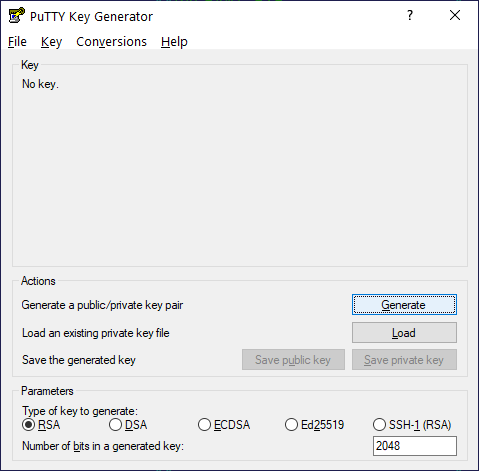 PuTTY Key Generator
File Key Conversions Help
Key
No key.
Actions
Generate a public/private key pair Generate
Load an existing private key file Load
Save the generated key Save public key Save private key
Parameters
Type of key to generate:
RSA DSA ECDSA Ed25519 SSH-1 (RSA)
Number of bits in a generated key: 2048